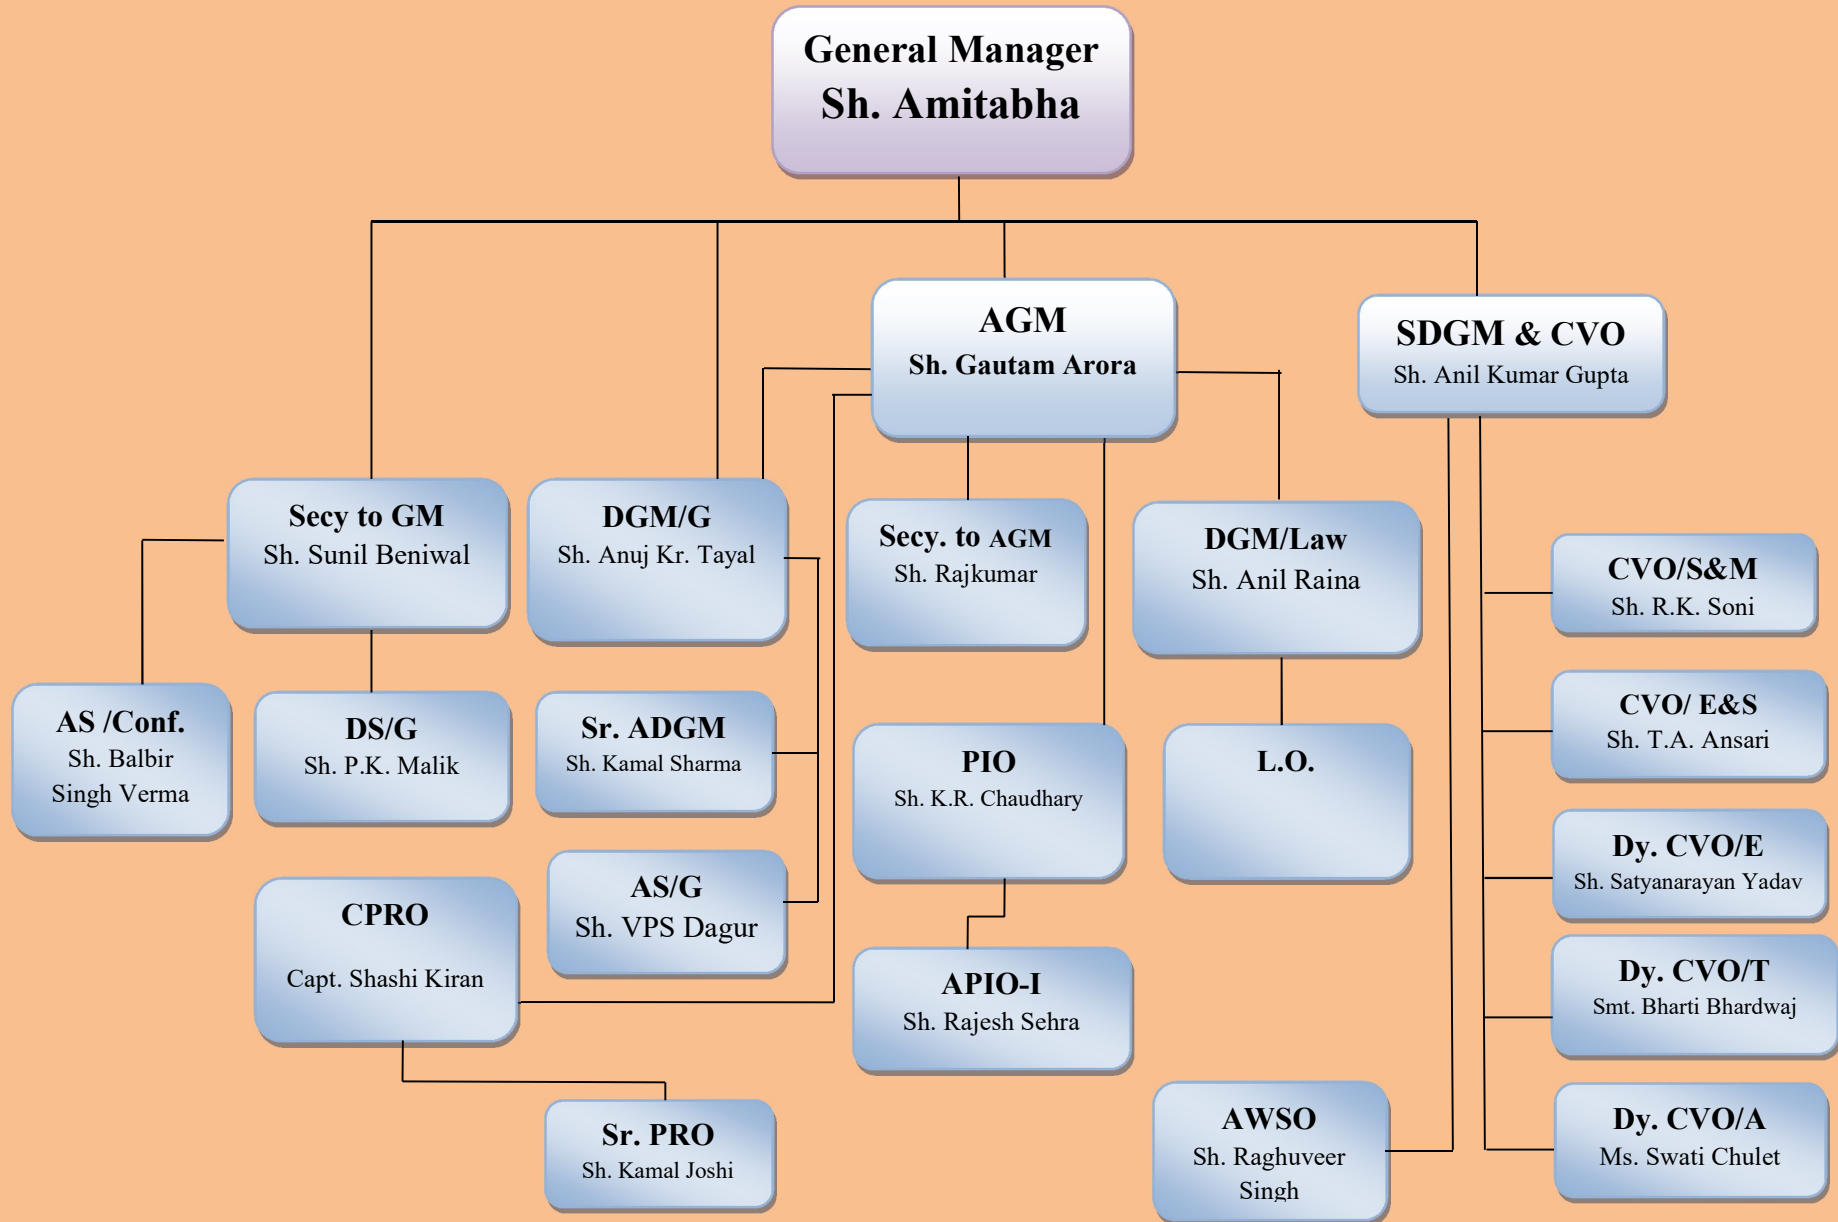 General Manager
Sh. Amitabha
AGM
Sh. Gautam Arora
SDGM & CVO
Sh. Anil Kumar Gupta
Secy to GM
Sh. Sunil Beniwal
DGM/G
Sh. Anuj Kr. Tayal
Secy. to AGM
Sh. Rajkumar
DGM/Law
Sh. Anil Raina
CVO/S&M
Sh. R.K. Soni
AS /Conf.
Sh. Balbir
Singh Verma
DS/G
Sh. P.K. Malik
Sr. ADGM
Sh. Kamal Sharma
PIO
Sh. K.R. Chaudhary
L.O.
CVO/ E&S
Sh. T.A. Ansari
Dy. CVO/E
Sh. Satyanarayan Yadav
CPRO
Capt. Shashi Kiran
AS/G
Sh. VPS Dagur
APIO-I
Sh. Rajesh Sehra
Dy. CVO/T
Smt. Bharti Bhardwaj
Sr. PRO
Sh. Kamal Joshi
AWSO
Sh. Raghuveer
Singh
Dy. CVO/A
Ms. Swati Chulet